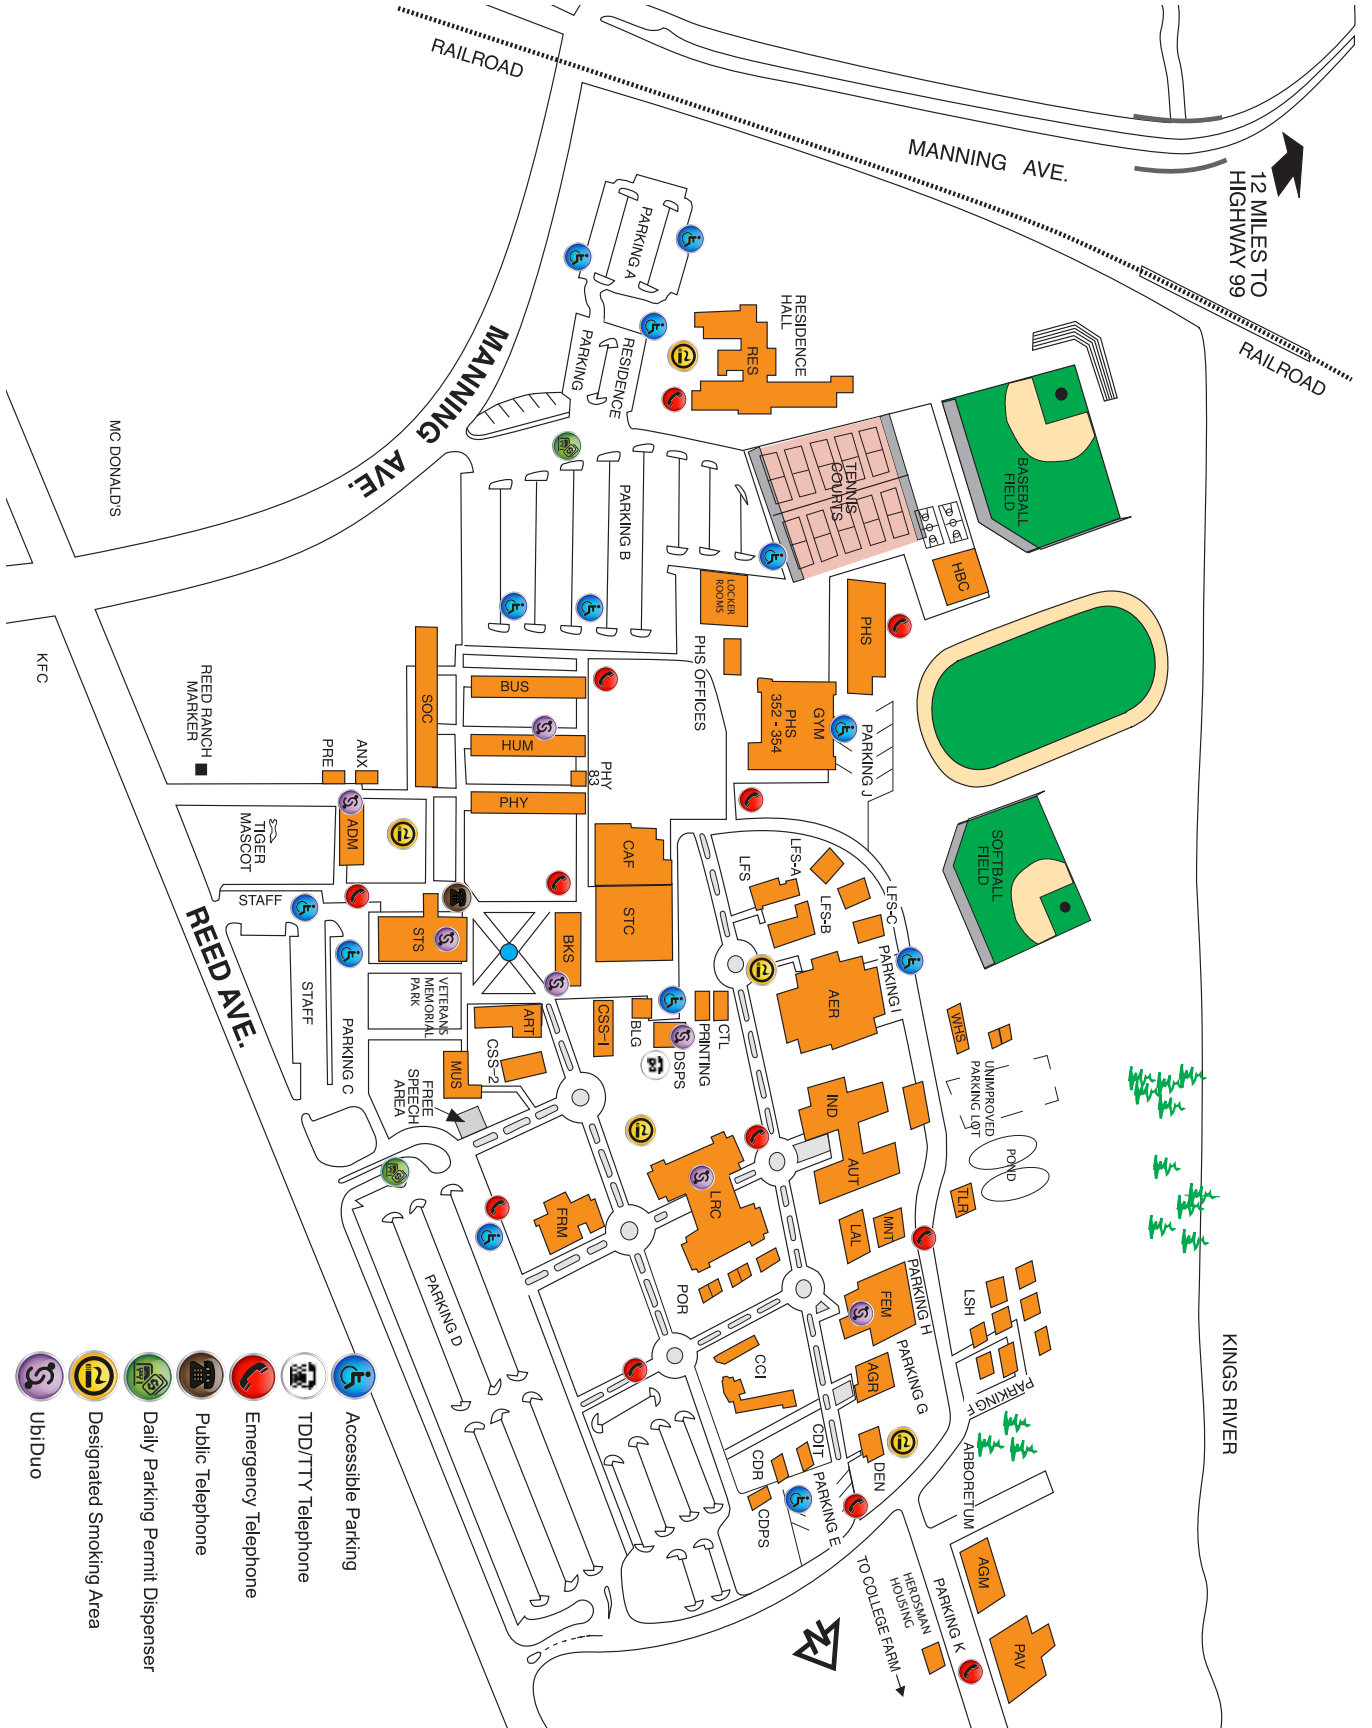 RAILROAD
MANNING AVE.
12 MILES TO
HIGHWAY 99
RAILROAD
PARKING A
RESIDENCE
HALL
RES
RESIDENCE
PARKING
MANNING AVE.
MC DONALD'S
KFC
PARKING B
TENNIS
COURTS
BASEBALL
FIELD
HBC
LOCKER
ROOMS
PHS
PHS OFFICES
GYM
PHS
352 - 354
PARKING J
SOFTBALL
FIELD
REED RANCH
MARKER
PRE
ANX
SOC
BUS
HUM
PHY
83
PHY
ADM
TIGER
MASCOT
CAF
STC
LFS
LFS-A
LFS-B
LFS-C
PARKING I
STAFF
STS
BKS
AER
WHS
UNIMPROVED
PARKING LOT
POND
REED AVE.
STAFF
PARKING C
VETERANS
MEMORIAL
PARK
ART
CSS-I
BLG
DSPS
PRINTING
CTL
CSS-2
MUS
FREE
SPEECH
AREA
IND
AUT
TLR
LAL
MNT
LRC
FRM
POR
PARKING D
FEM
PARKING H
LSH
KINGS RIVER
AGR
PARKING G
PARKING F
ARBORETUM
CCI
CDIT
CDR
CDPS
DEN
PARKING E
AGM
PAV
PARKING K
HERDSMAN
HOUSING
TO COLLEGE FARM
N
Accessible Parking
TDD/TTY Telephone
Emergency Telephone
Public Telephone
Daily Parking Permit Dispenser
Designated Smoking Area
UbiDuo